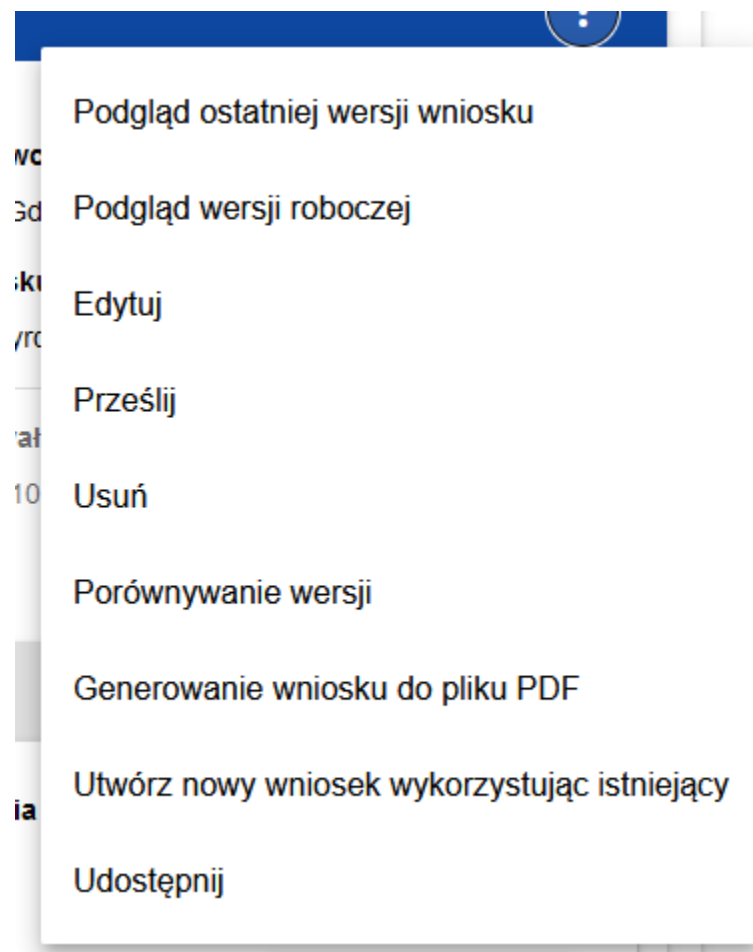 Podgląd ostatniej wersji wniosku
Podgląd wersji roboczej
Edytuj
Prześlij
Usuń
Porównywanie wersji
Generowanie wniosku do pliku PDF
Utwórz nowy wniosek wykorzystując istniejący
Udostępnij